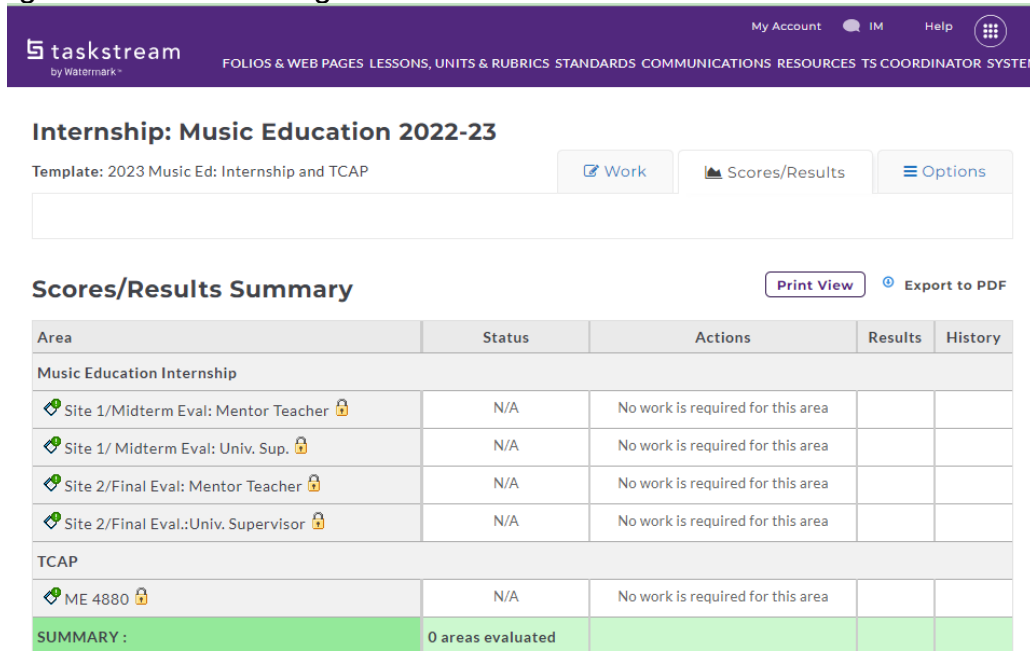 My Account IM Help
taskstream
by Watermark™
FOLIOS & WEB PAGES LESSONS, UNITS & RUBRICS STANDARDS COMMUNICATIONS RESOURCES TS COORDINATOR
Internship: Music Education 2022-23
Template: 2023 Music Ed: Internship and TCAP
Work Scores/Results Options
Scores/Results Summary
Print View Export to PDF
Area Status Actions Results History
Music Education Internship
Site 1/Midterm Eval: Mentor Teacher N/A No work is required for this area
Site 1/ Midterm Eval: Univ. Sup. N/A No work is required for this area
Site 2/Final Eval: Mentor Teacher N/A No work is required for this area
Site 2/Final Eval.:Univ. Supervisor N/A No work is required for this area
TCAP
ME 4880 N/A No work is required for this area
SUMMARY : 0 areas evaluated